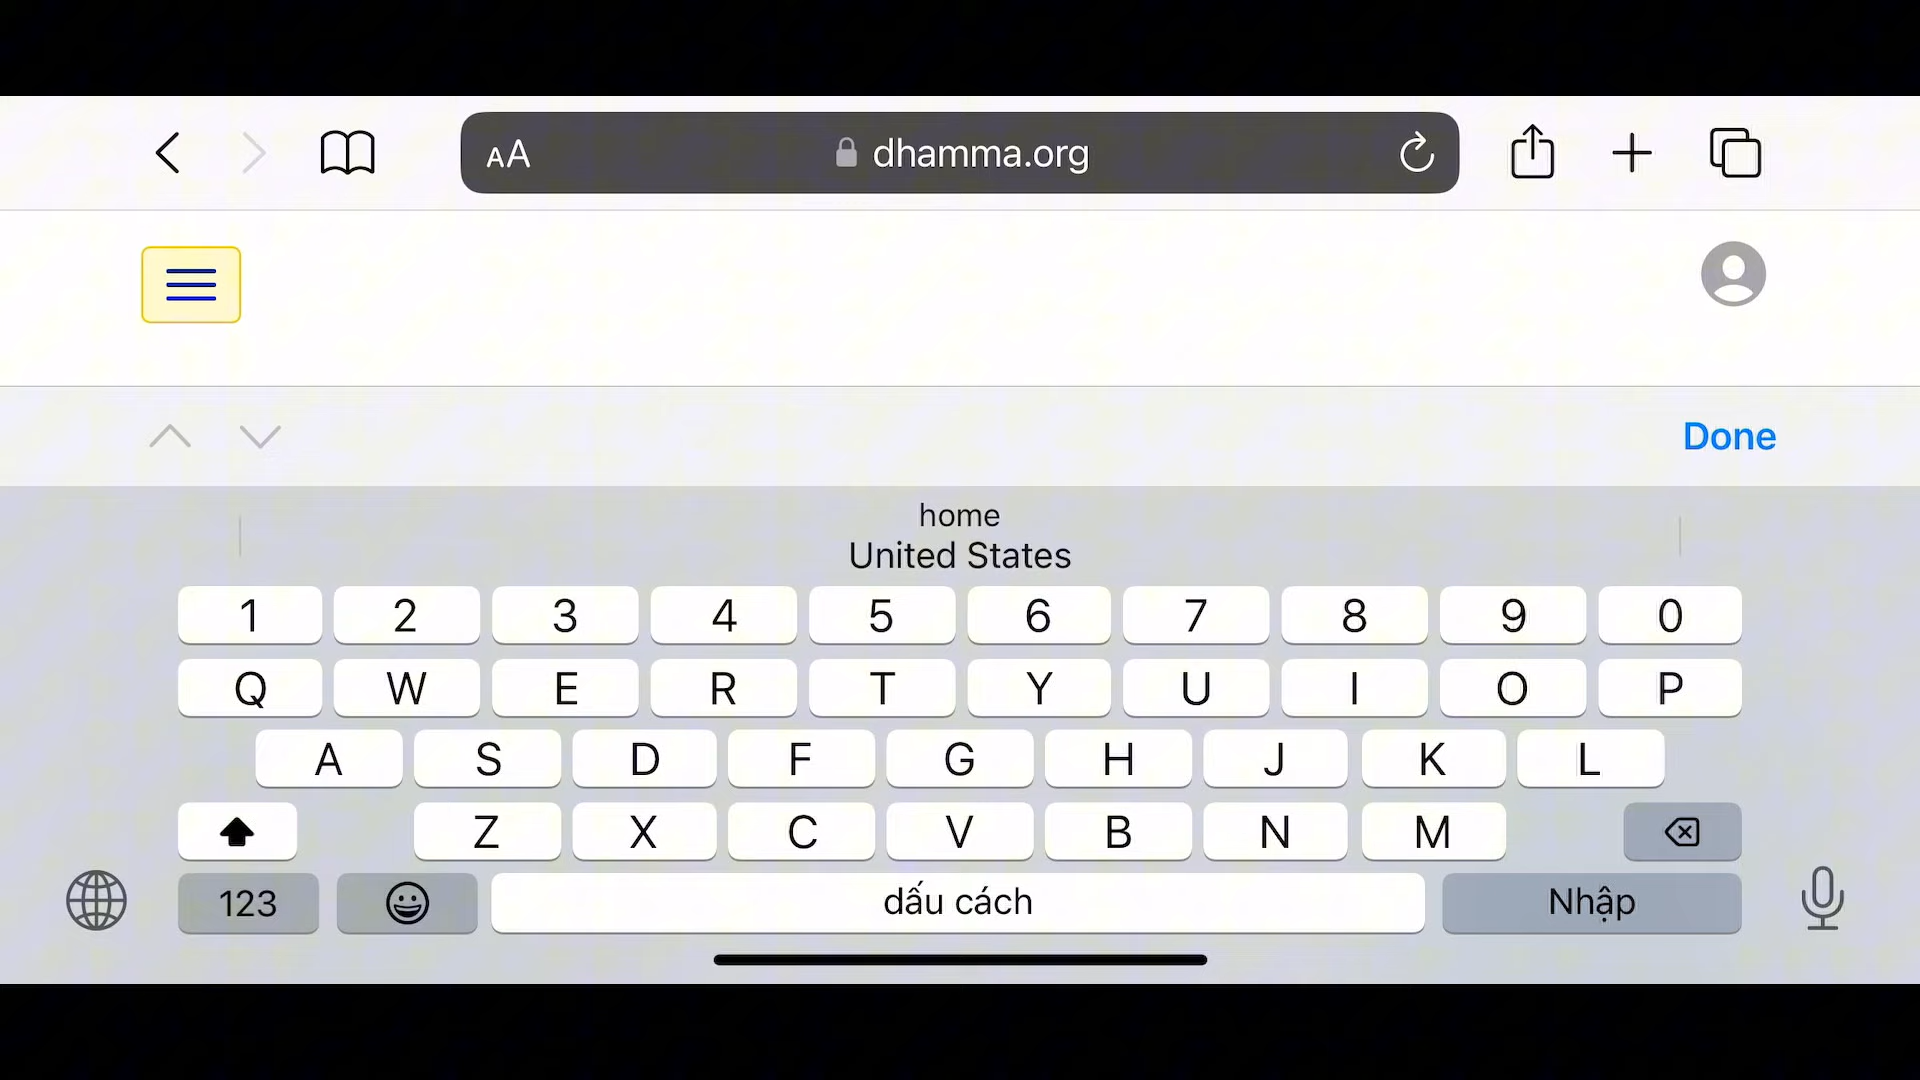 AA dhamma.org
Done
home
United States
1 2 3 4 5 6 7 8 9 0
Q W E R T Y U I O P
A S D F G H J K L
Z X C V B N M
123 dấu cách Nhập